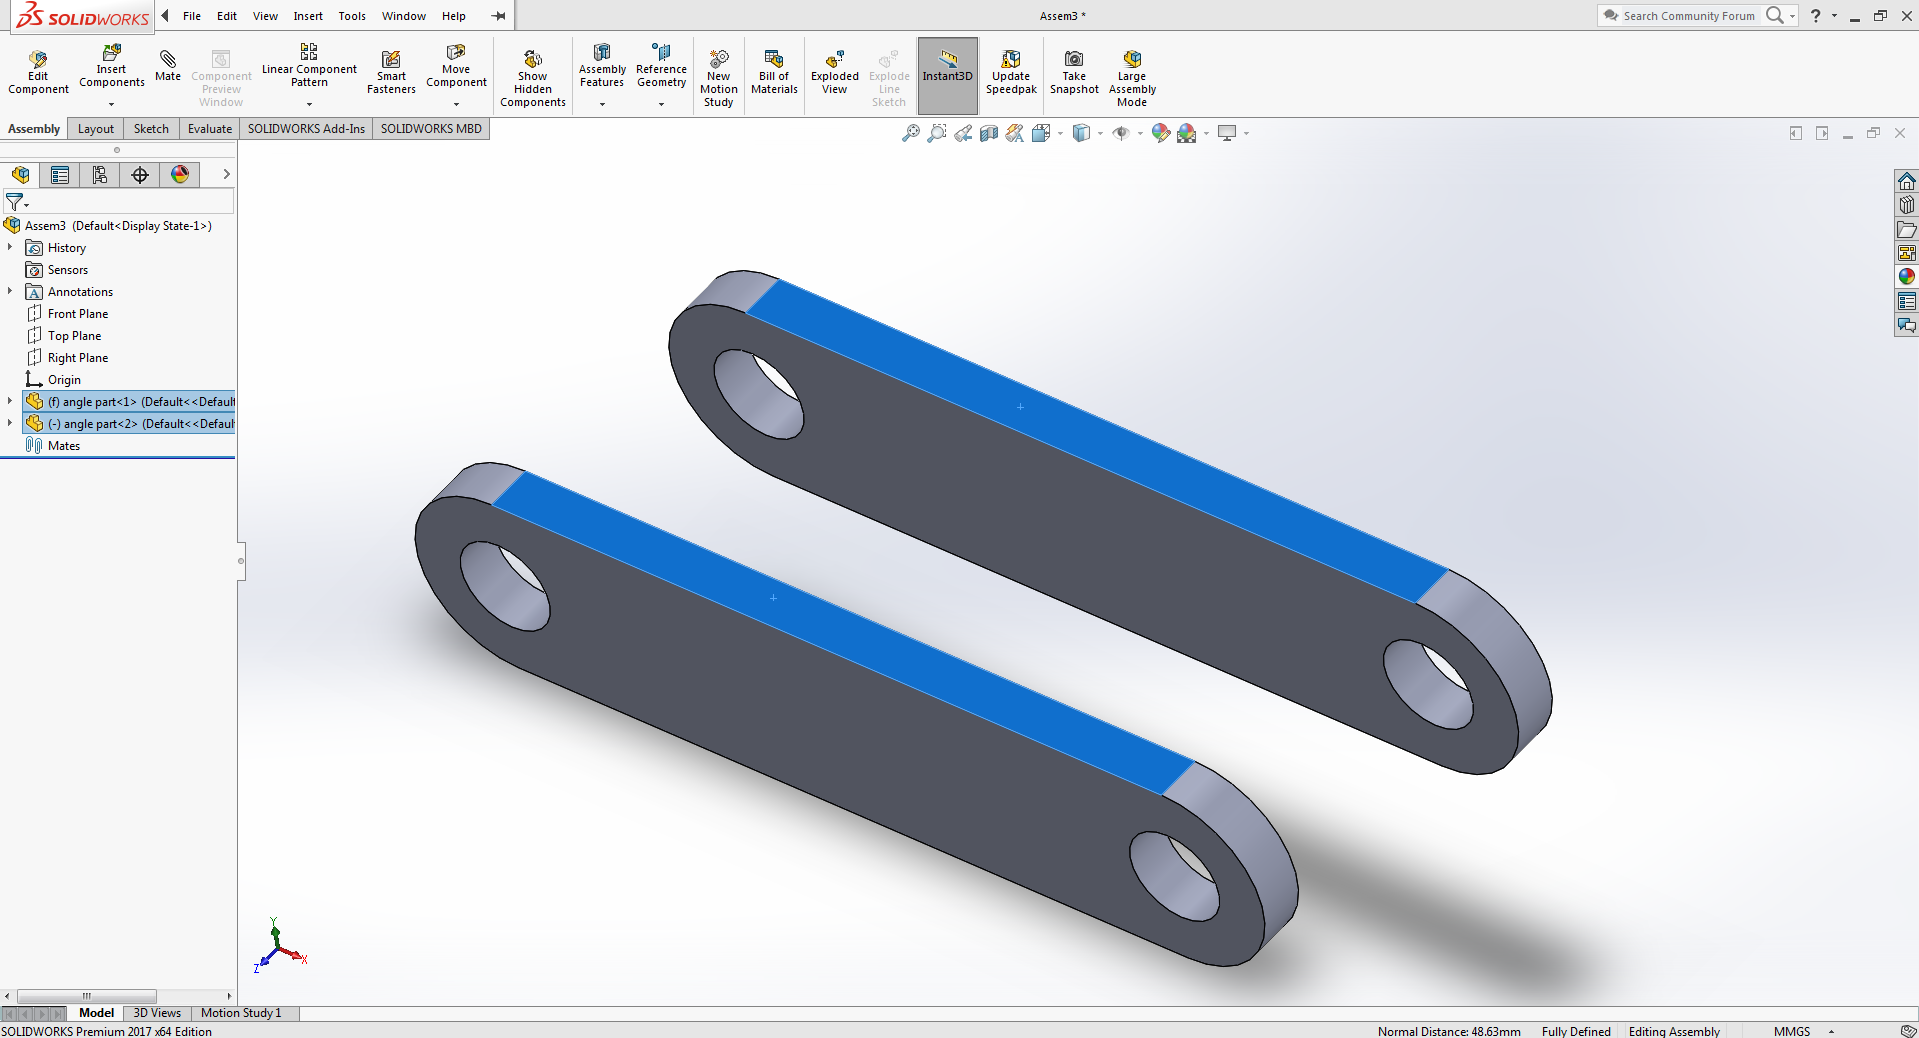 SOLIDWORKS File Edit View Insert Tools Window Help Assem3 * Search Community Forum ?
Edit Component
Insert Components
Mate
Component Preview Window
Linear Component Pattern
Smart Fasteners
Move Component
Show Hidden Components
Assembly Features
Reference Geometry
New Motion Study
Bill of Materials
Exploded View
Explode Line Sketch
Instant3D
Update Speedpak
Take Snapshot
Large Assembly Mode
Assembly Layout Sketch Evaluate SOLIDWORKS Add-Ins SOLIDWORKS MBD
Assem3 (Default<Display State-1>)
History
Sensors
A Annotations
Front Plane
Top Plane
Right Plane
Origin
(f) angle part<1> (Default<<Default
(-) angle part<2> (Default<<Default
Mates
Y
Z X
Model 3D Views Motion Study 1
SOLIDWORKS Premium 2017 x64 Edition Normal Distance: 48.63mm Fully Defined Editing Assembly MMGS